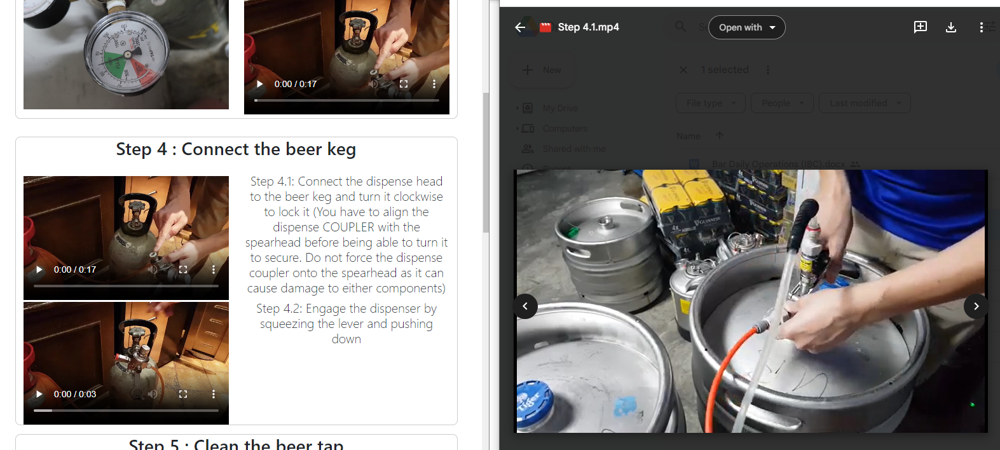 0:00 / 0:17
Step 4 : Connect the beer keg
Step 4.1: Connect the dispense head
to the beer keg and turn it clockwise
to lock it (You have to align the
dispense COUPLER with the
spearhead before being able to turn it
to secure. Do not force the dispense
coupler onto the spearhead as it can
cause damage to either components)
Step 4.2: Engage the dispenser by
squeezing the lever and pushing
down
0:00 / 0:17
0:00 / 0:03
Step 5 : Clean the beer tap
Step 4.1.mp4
Open with
New
1 selected
My Drive
Computers
Shared with me
Recent
File type
People
Last modified
Name
Bar Daily Operations (IBC).docx
GUINNESS
GUINNESS
4x
Tiger